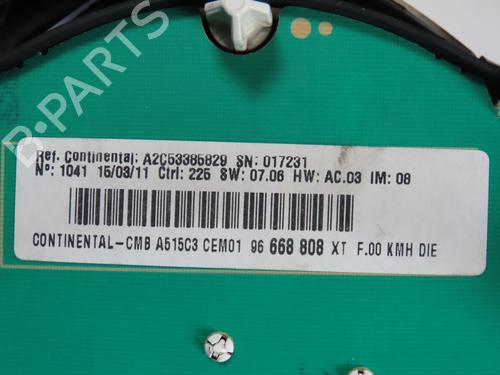 B-PARTS
Ref. Continental: A2C53385829 SN: 017231
Nº: 1041 15/03/11 Ctrl: 225 SW: 07.06 HW: AC.03 IM: 08
CONTINENTAL-CMB A515C3 CEM01 96 668 808 XT F.00 KMH DIE